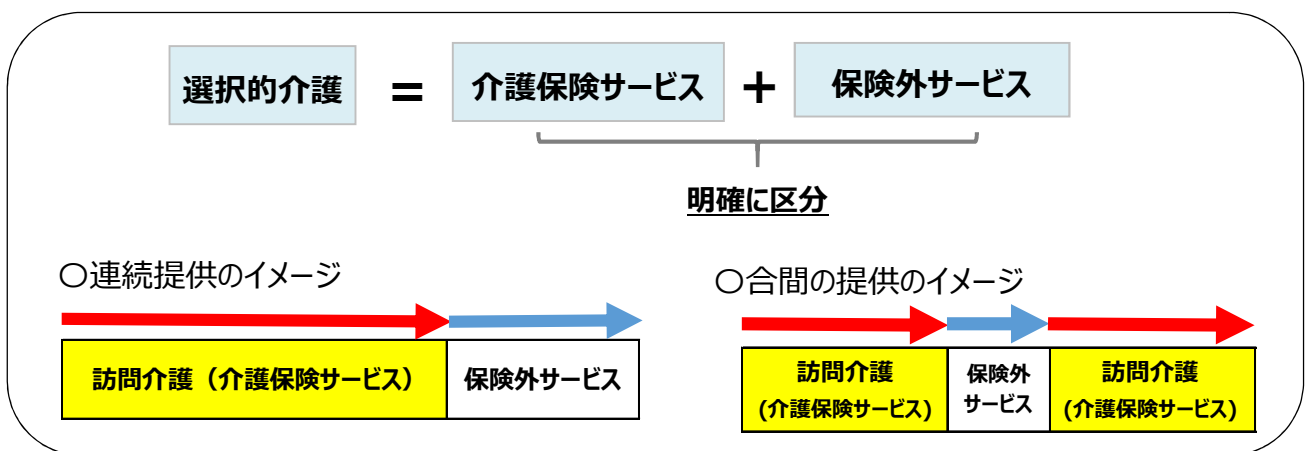 選択的介護 = 介護保険サービス + 保険外サービス
明確に区分
〇連続提供のイメージ
訪問介護(介護保険サービス) 保険外サービス
〇合間の提供のイメージ
訪問介護
(介護保険サービス)
保険外
サービス
訪問介護
(介護保険サービス)